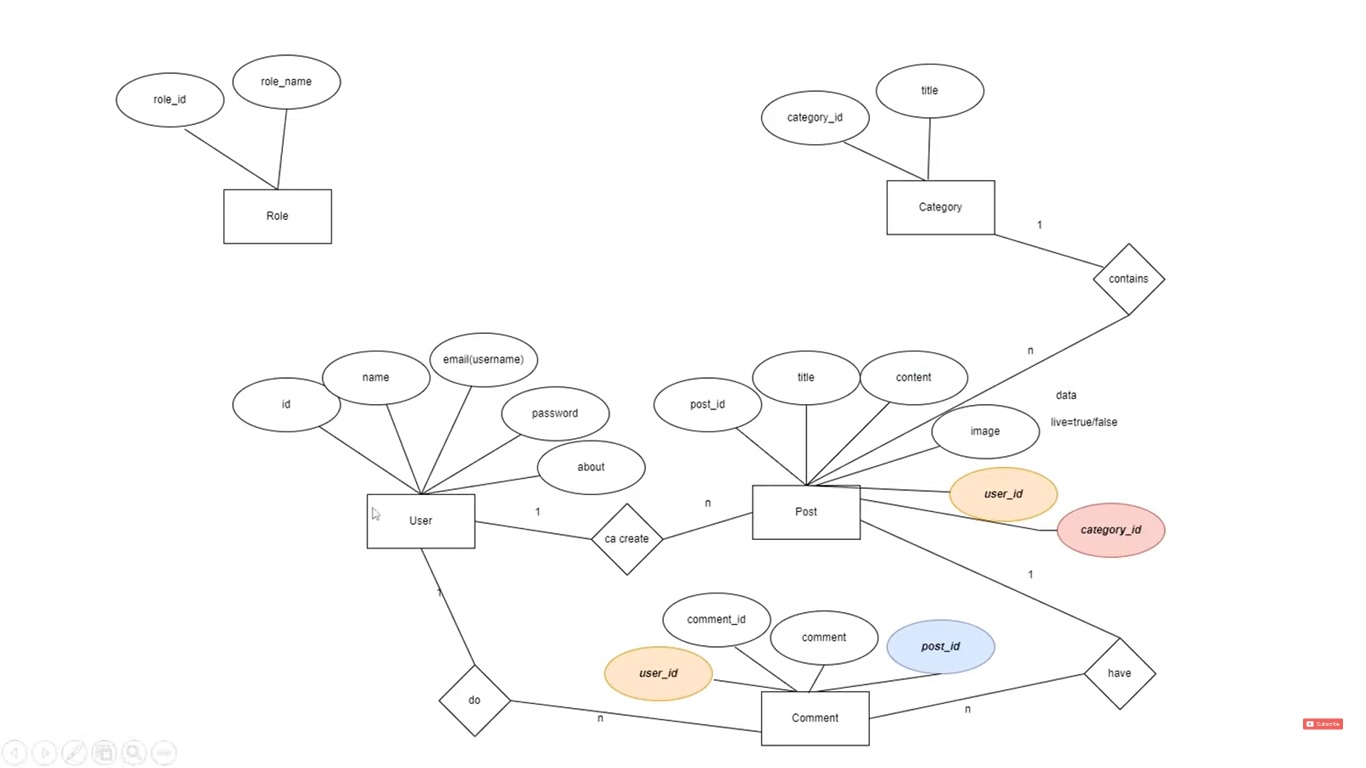 role_id
role_name
Role
category_id
title
Category
1
contains
n
id
name
email(username)
password
about
User
1
ca create
n
post_id
title
content
image
data
live=true/false
user_id
category_id
Post
1
1
do
n
user_id
comment_id
comment
post_id
Comment
n
have
Subscribe